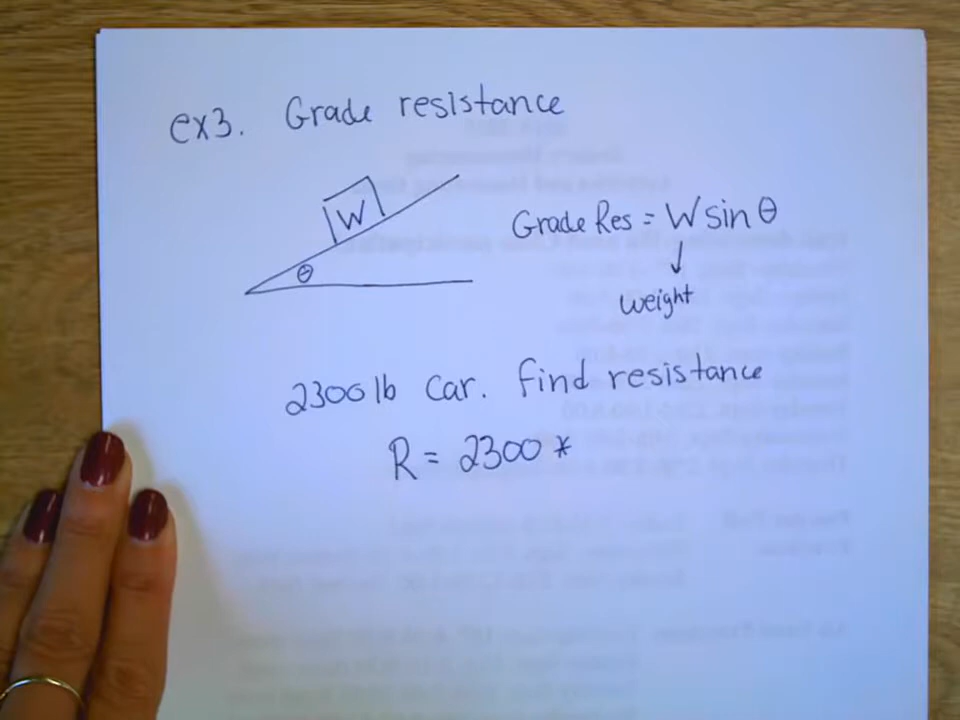 ex3. Grade resistance
W
θ
Grade Res = W sin θ
↓
weight
2300 lb car. Find resistance
R = 2300 *